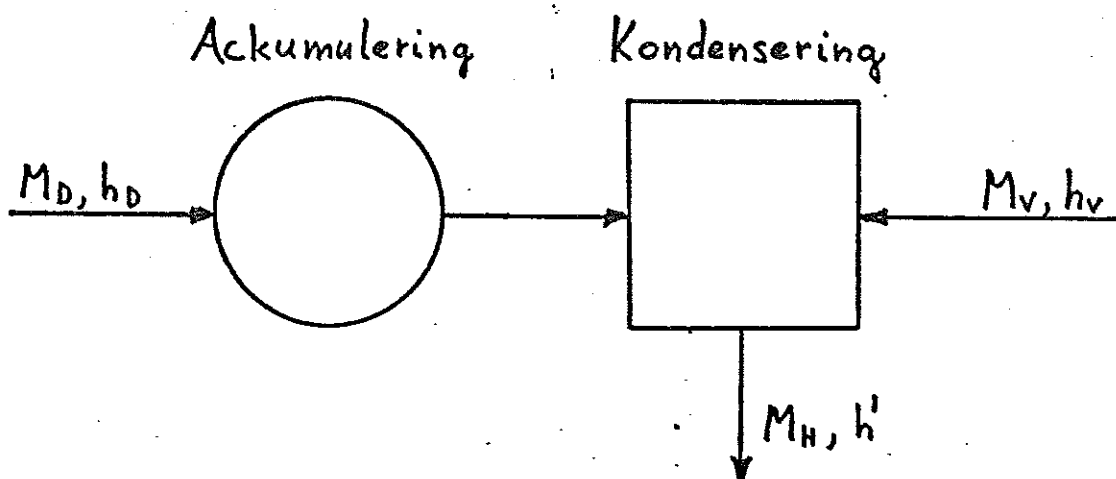 Ackumulering
Kondensering
M_D, h_D
M_V, h_V
M_H, h'